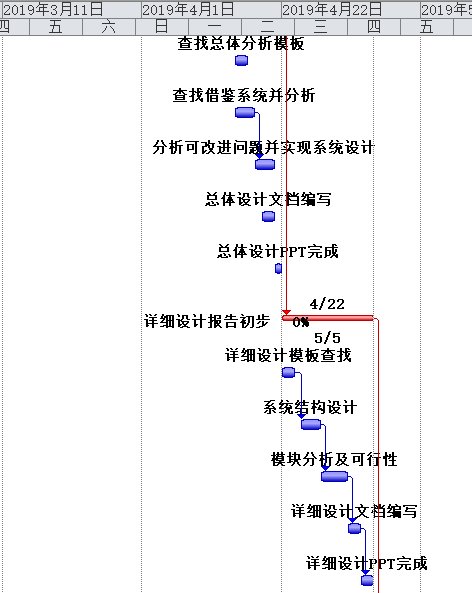 2019年3月11日 2019年4月1日 2019年4月22日 2019年5
四 五 六 日 一 二 三 四 五 六
查找总体分析模板
查找借鉴系统并分析
分析可改进问题并实现系统设计
总体设计文档编写
总体设计PPT完成
4/22
详细设计报告初步 0%
5/5
详细设计模板查找
系统结构设计
模块分析及可行性
详细设计文档编写
详细设计PPT完成